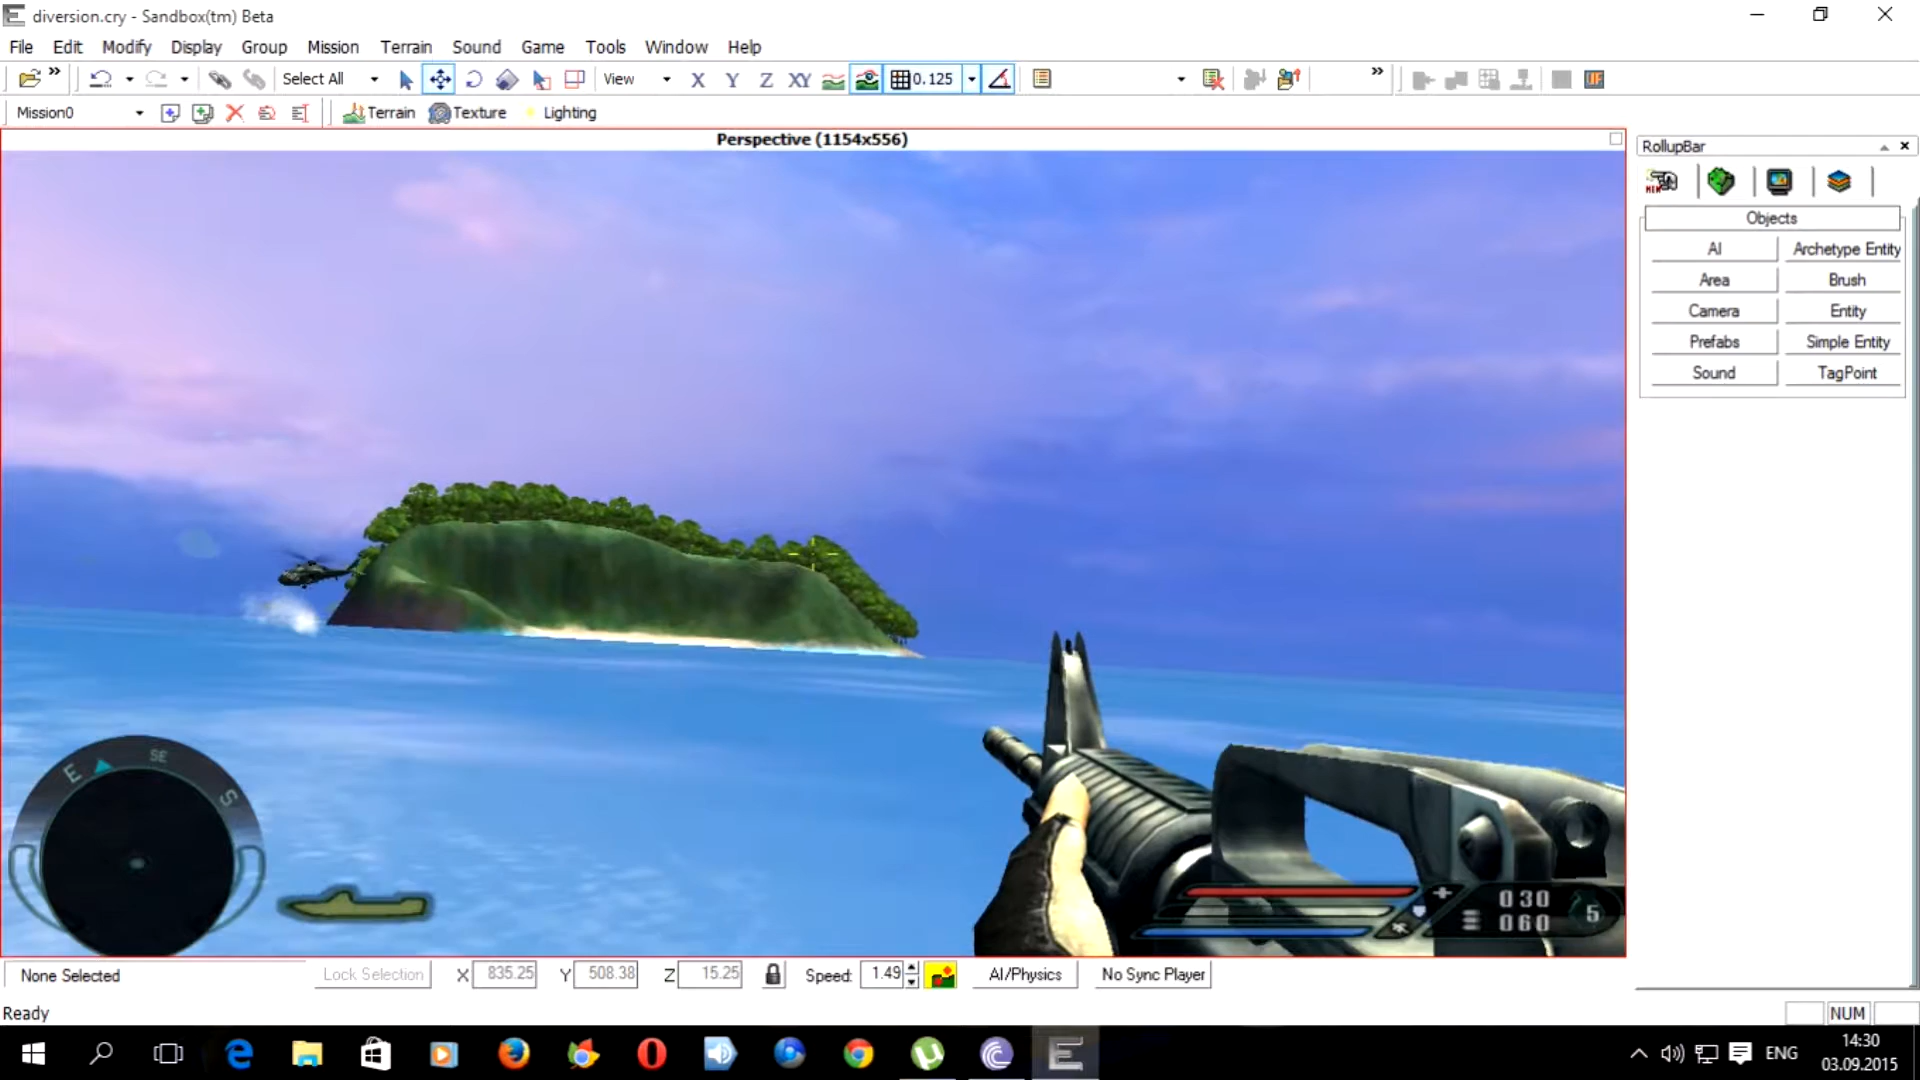 diversion.cry - Sandbox(tm) Beta
File Edit Modify Display Group Mission Terrain Sound Game Tools Window Help
Select All View X Y Z XY 0.125
Mission0 Terrain Texture Lighting
Perspective (1154x556)
RollupBar
NEW
Objects
AI Archetype Entity
Area Brush
Camera Entity
Prefabs Simple Entity
Sound TagPoint
E SE S
030
060
5
None Selected Lock Selection X 835.25 Y 508.38 Z 15.25 Speed: 1.49 AI/Physics No Sync Player
Ready NUM
ENG 14:30
03.09.2015